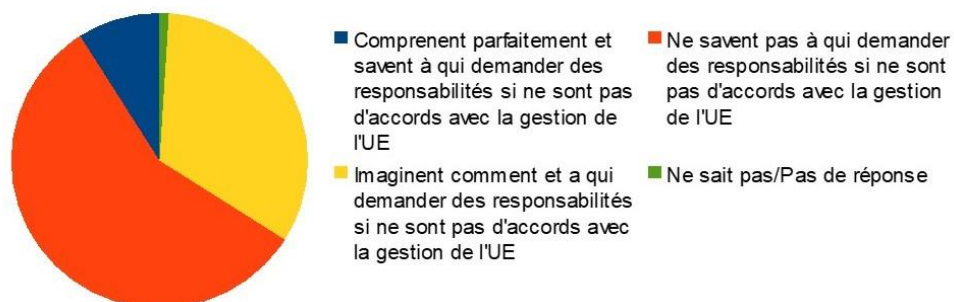 Comprenent parfaitement et
savent à qui demander des
responsabilités si ne sont pas
d'accords avec la gestion de
l'UE
Ne savent pas à qui demander
des responsabilités si ne sont
pas d'accords avec la gestion
de l'UE
Imaginent comment et a qui
demander des responsabilités
si ne sont pas d'accords avec
la gestion de l'UE
Ne sait pas/Pas de réponse